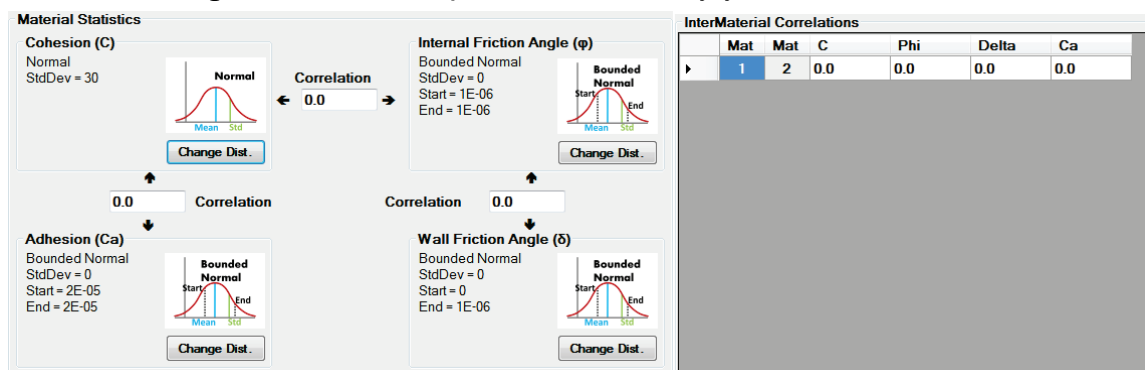 Material Statistics
Cohesion (C)
Normal
StdDev = 30
Normal
Mean Std
Change Dist.
Correlation
0.0
Internal Friction Angle (φ)
Bounded Normal
StdDev = 0
Start = 1E-06
End = 1E-06
Bounded
Normal
Start
End
Mean Std
Change Dist.
0.0 Correlation
Correlation 0.0
Adhesion (Ca)
Bounded Normal
StdDev = 0
Start = 2E-05
End = 2E-05
Bounded
Normal
Start
End
Mean Std
Change Dist.
Wall Friction Angle (δ)
Bounded Normal
StdDev = 0
Start = 0
End = 1E-06
Bounded
Normal
Start
End
Mean Std
Change Dist.
InterMaterial Correlations
Mat Mat C Phi Delta Ca
1 2 0.0 0.0 0.0 0.0